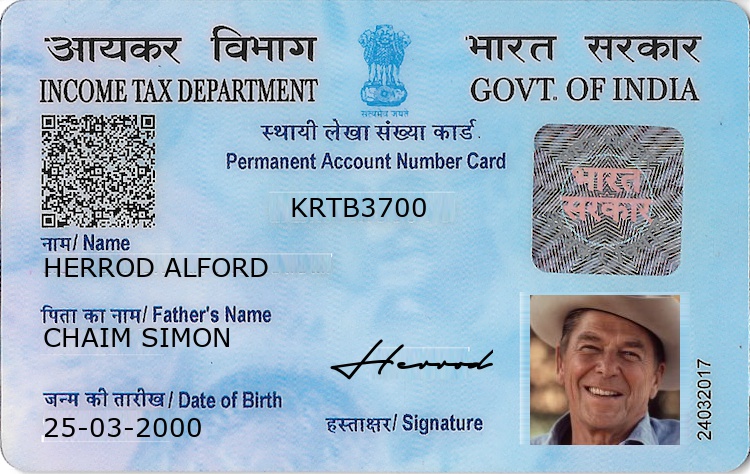 आयकर विभाग
INCOME TAX DEPARTMENT
सत्यमेव जयते
भारत सरकार
GOVT. OF INDIA
स्थायी लेखा संख्या कार्ड
Permanent Account Number Card
KRTB3700
भारत
सरकार
नाम/ Name
HERROD ALFORD
पिता का नाम/ Father's Name
CHAIM SIMON
जन्म की तारीख/ Date of Birth
25-03-2000
Herrod
हस्ताक्षर/ Signature
24032017